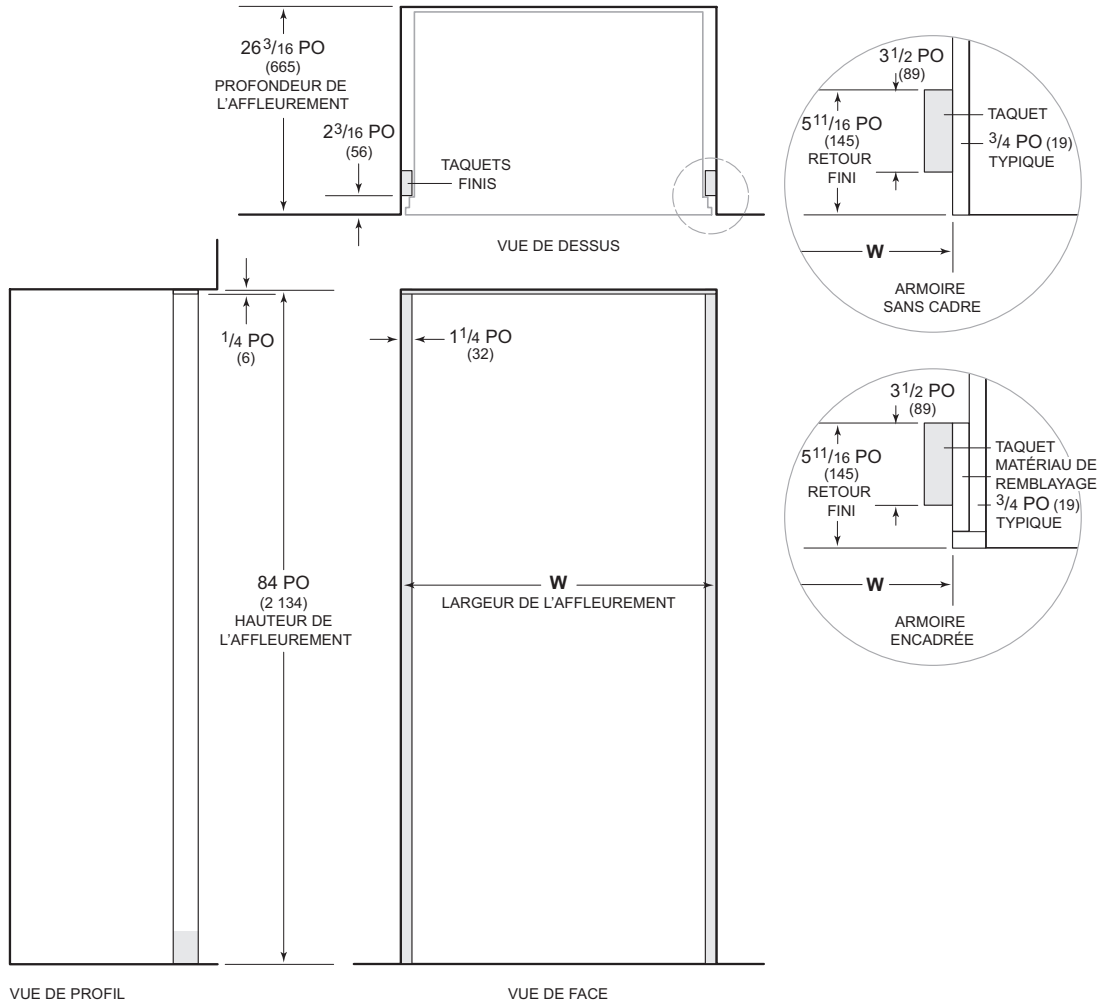 26 3/16 PO
(665)
PROFONDEUR DE
L'AFFLEUREMENT
2 3/16 PO
(56)
TAQUETS
FINIS
VUE DE DESSUS
3 1/2 PO
(89)
5 11/16 PO
(145)
RETOUR
FINI
TAQUET
3/4 PO (19)
TYPIQUE
W
ARMOIRE
SANS CADRE
1/4 PO
(6)
84 PO
(2 134)
HAUTEUR DE
L'AFFLEUREMENT
VUE DE PROFIL
1 1/4 PO
(32)
W
LARGEUR DE L'AFFLEUREMENT
VUE DE FACE
3 1/2 PO
(89)
5 11/16 PO
(145)
RETOUR
FINI
TAQUET
MATÉRIAU DE
REMBLAYAGE
3/4 PO (19)
TYPIQUE
W
ARMOIRE
ENCADRÉE